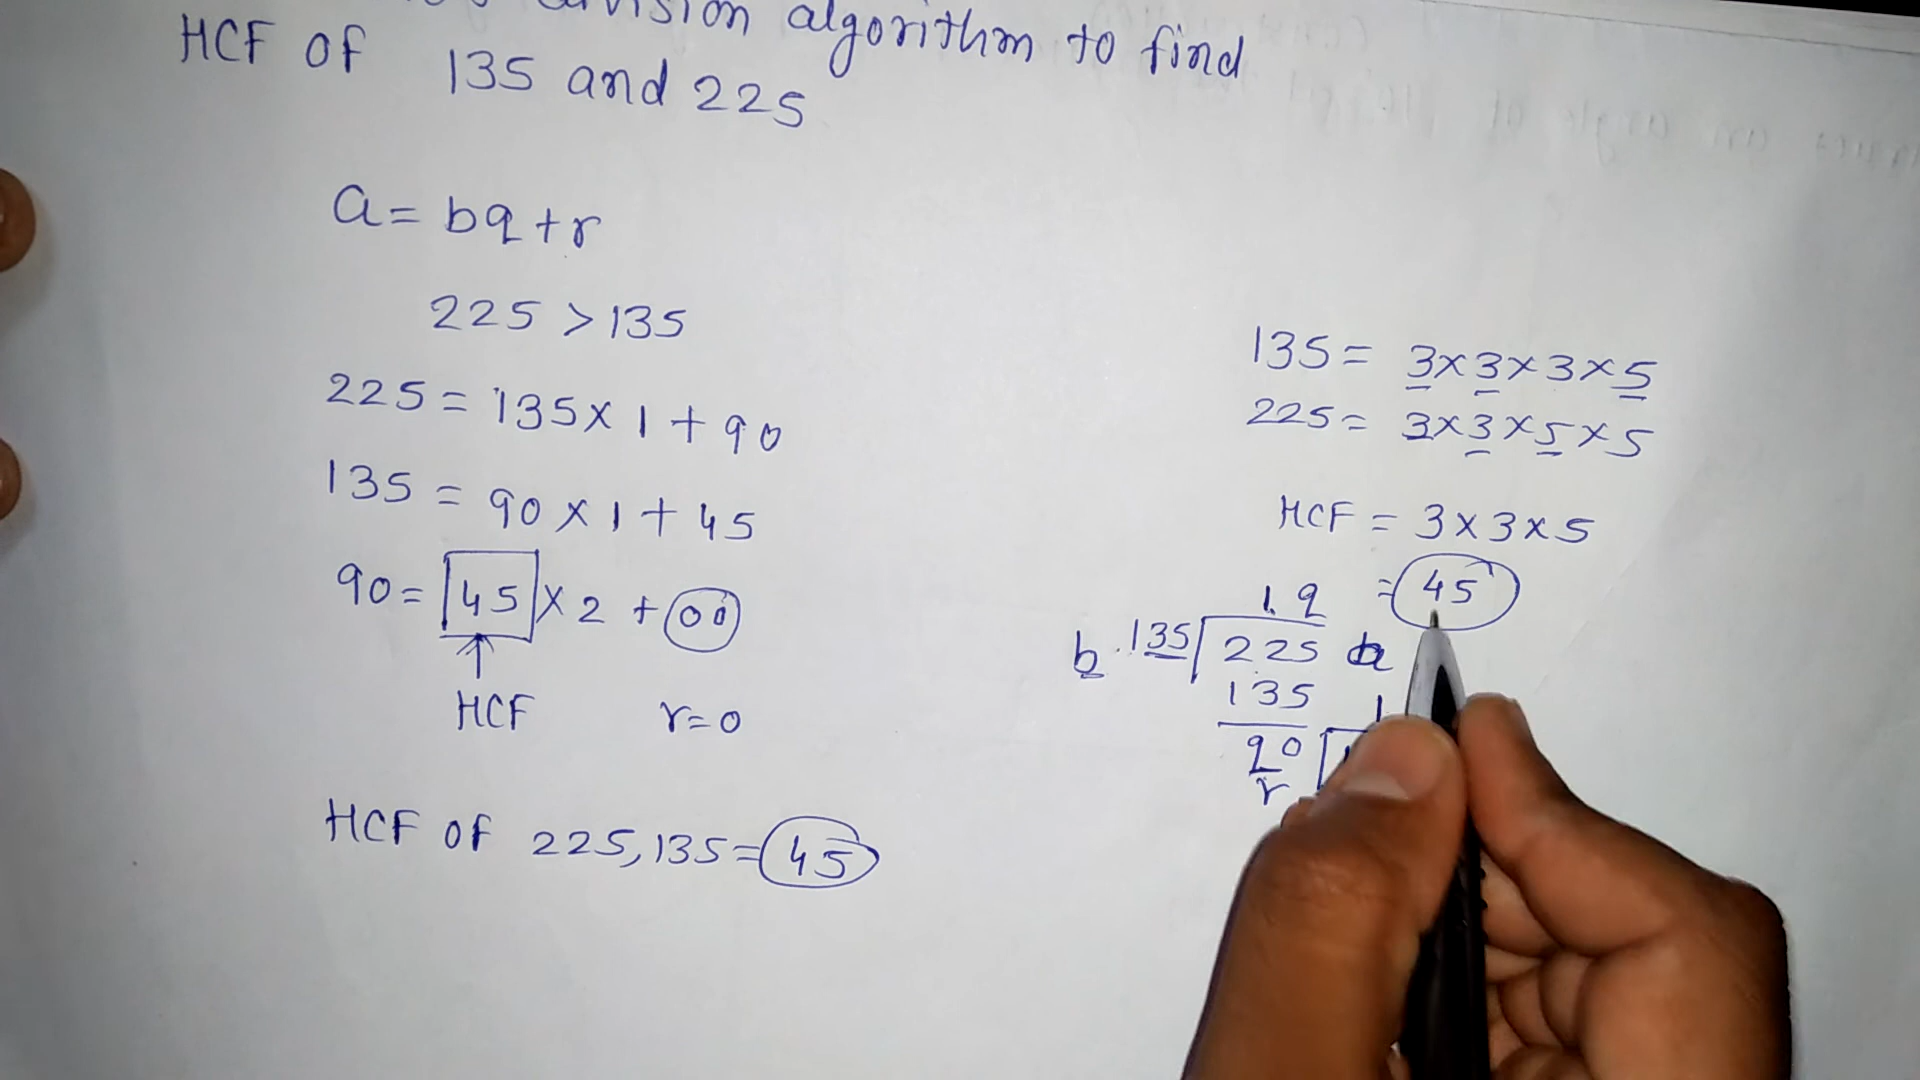 division algorithm to find
HCF of 135 and 225
a = bq + r
225 > 135
225 = 135 x 1 + 90
135 = 90 x 1 + 45
90 = 45 x 2 + 00
HCF r = 0
HCF of 225, 135 = 45
135 = 3 x 3 x 3 x 5
225 = 3 x 3 x 5 x 5
HCF = 3 x 3 x 5
= 45
1 q
b 135 225 a
135
90 1
r